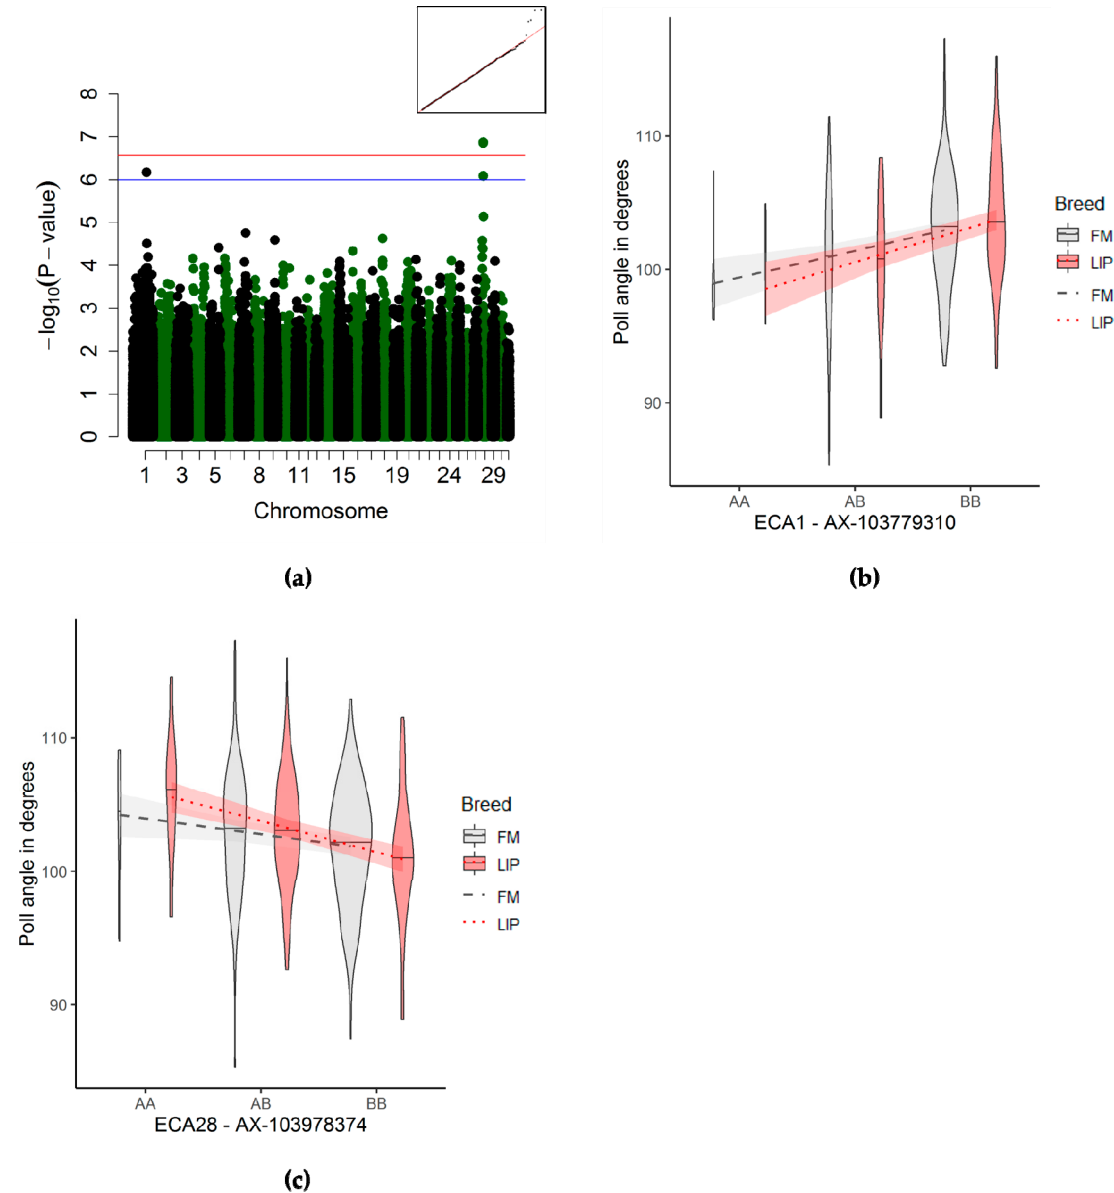 8
7
6
5
4
3
2
1
0
−log10(P − value)
1 3 5 8 11 15 19 24 29
Chromosome
(a)
110
100
90
Poll angle in degrees
AA AB BB
ECA1 - AX-103779310
Breed
FM
LIP
FM
LIP
(b)
110
100
90
Poll angle in degrees
AA AB BB
ECA28 - AX-103978374
Breed
FM
LIP
FM
LIP
(c)